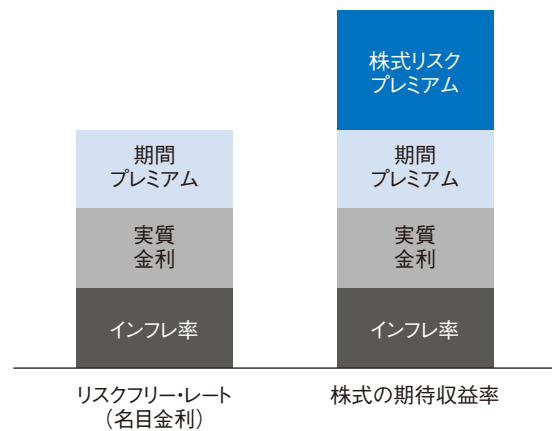 株式リスク
プレミアム
期間
プレミアム
期間
プレミアム
実質
金利
実質
金利
インフレ率
インフレ率
リスクフリー・レート
（名目金利）
株式の期待収益率